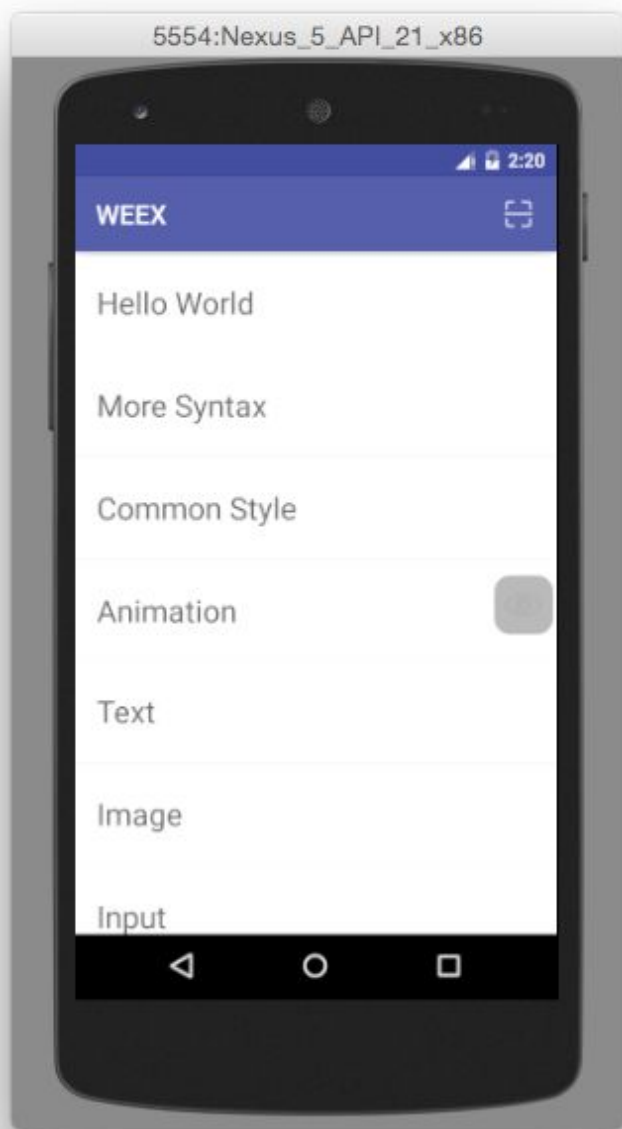 5554:Nexus_5_API_21_x86
2:20
WEEX
Hello World
More Syntax
Common Style
Animation
Text
Image
Input